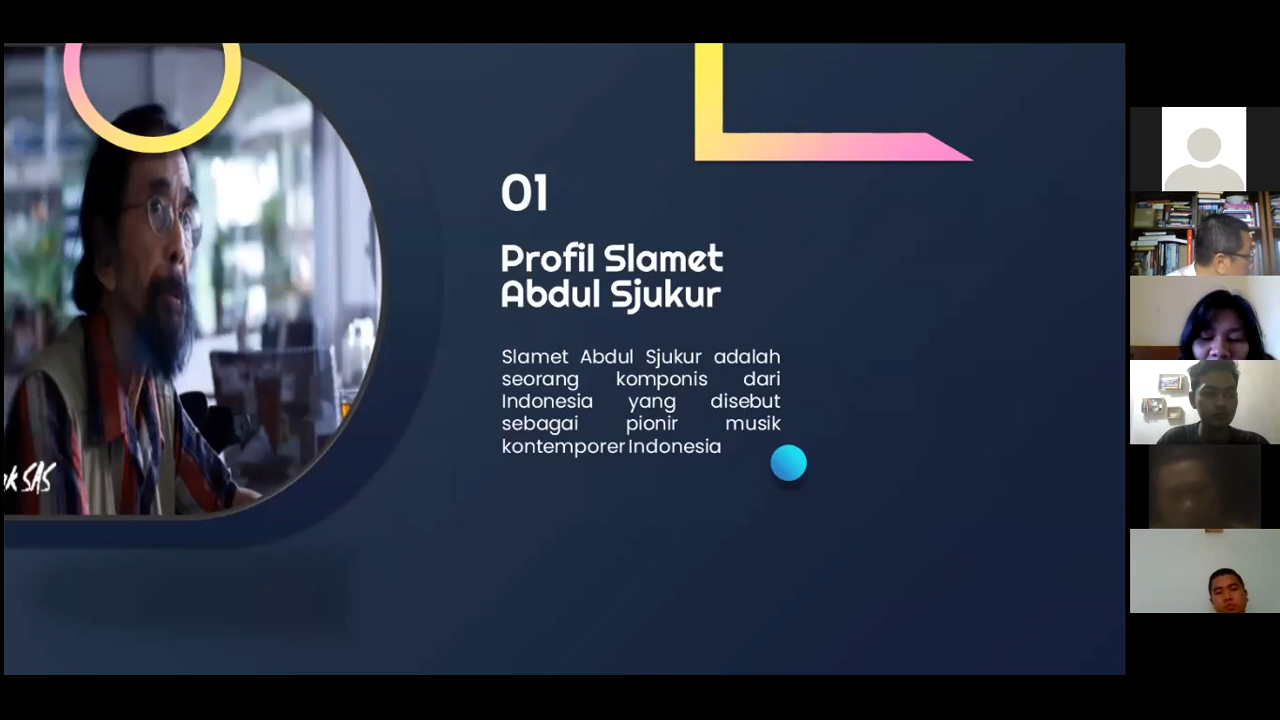 01
Profil Slamet
Abdul Sjukur
Slamet Abdul Sjukur adalah
seorang komponis dari
Indonesia yang disebut
sebagai pionir musik
kontemporer Indonesia
SAS